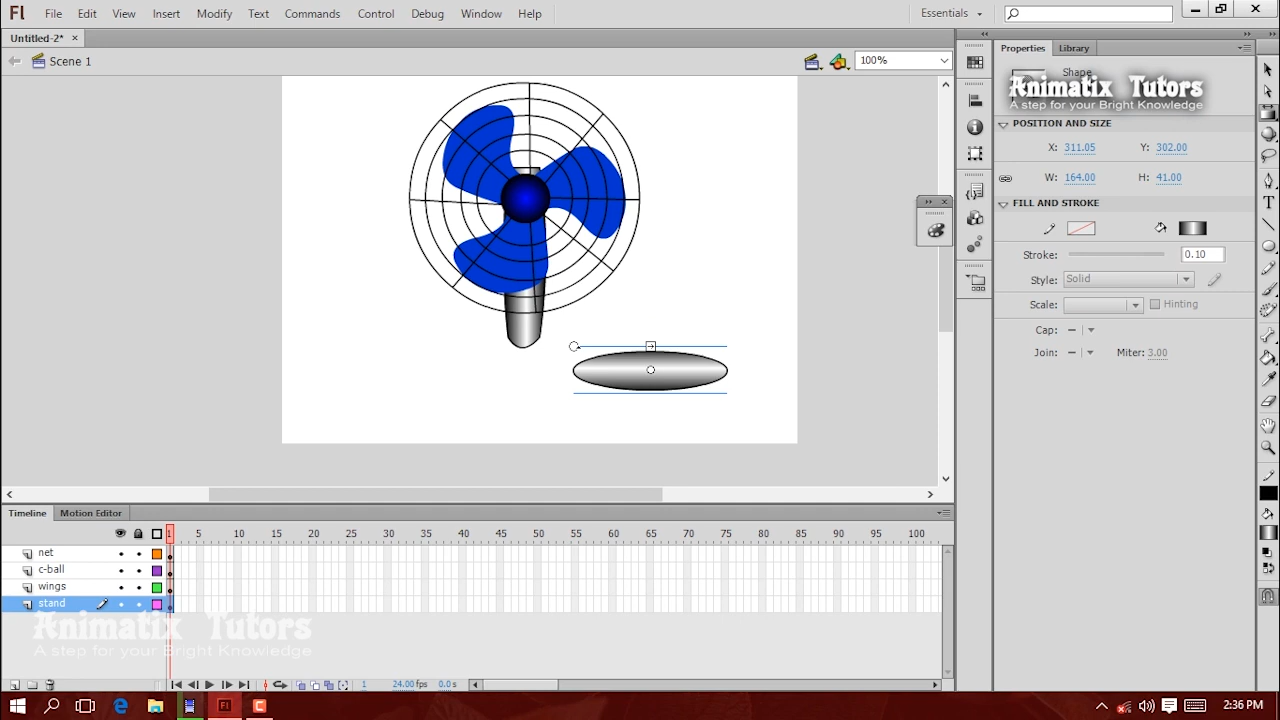 Fl File Edit View Insert Modify Text Commands Control Debug Window Help Essentials
Untitled-2* ×
Scene 1 100%
Properties Library
Shape
Animatix Tutors
A step for your Bright Knowledge
POSITION AND SIZE
X: 311.05 Y: 302.00
W: 164.00 H: 41.00
FILL AND STROKE
Stroke: 0.10
Style: Solid
Scale: Hinting
Cap:
Join: Miter: 3.00
Timeline Motion Editor
1 5 10 15 20 25 30 35 40 45 50 55 60 65 70 75 80 85 90 95 100
net
c-ball
wings
stand
Animatix Tutors
A step for your Bright Knowledge
1 24.00 fps 0.0 s
Fl C 2:36 PM